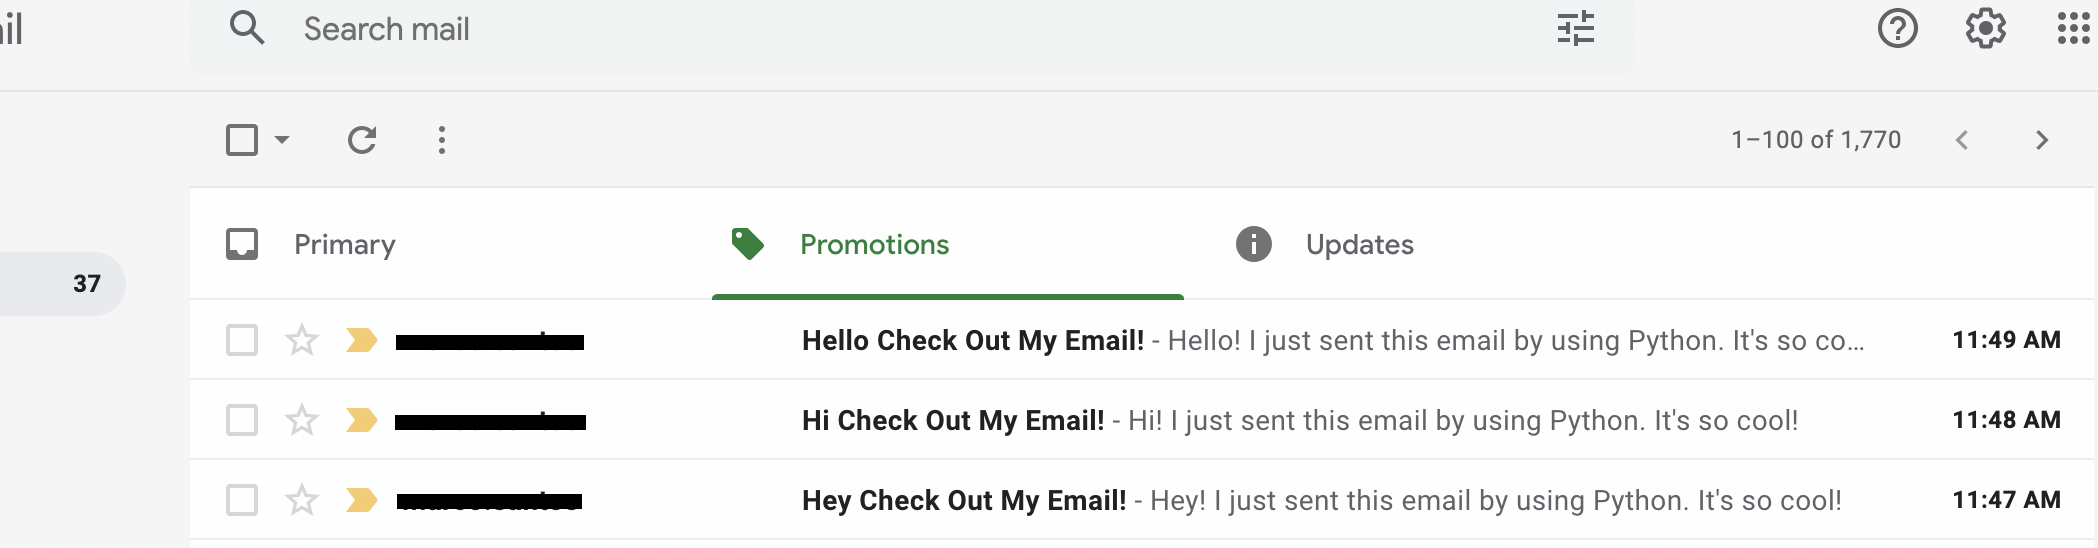 il
Search mail
1–100 of 1,770
Primary
Promotions
Updates
37
Hello Check Out My Email! - Hello! I just sent this email by using Python. It's so co... 11:49 AM
Hi Check Out My Email! - Hi! I just sent this email by using Python. It's so cool! 11:48 AM
Hey Check Out My Email! - Hey! I just sent this email by using Python. It's so cool! 11:47 AM